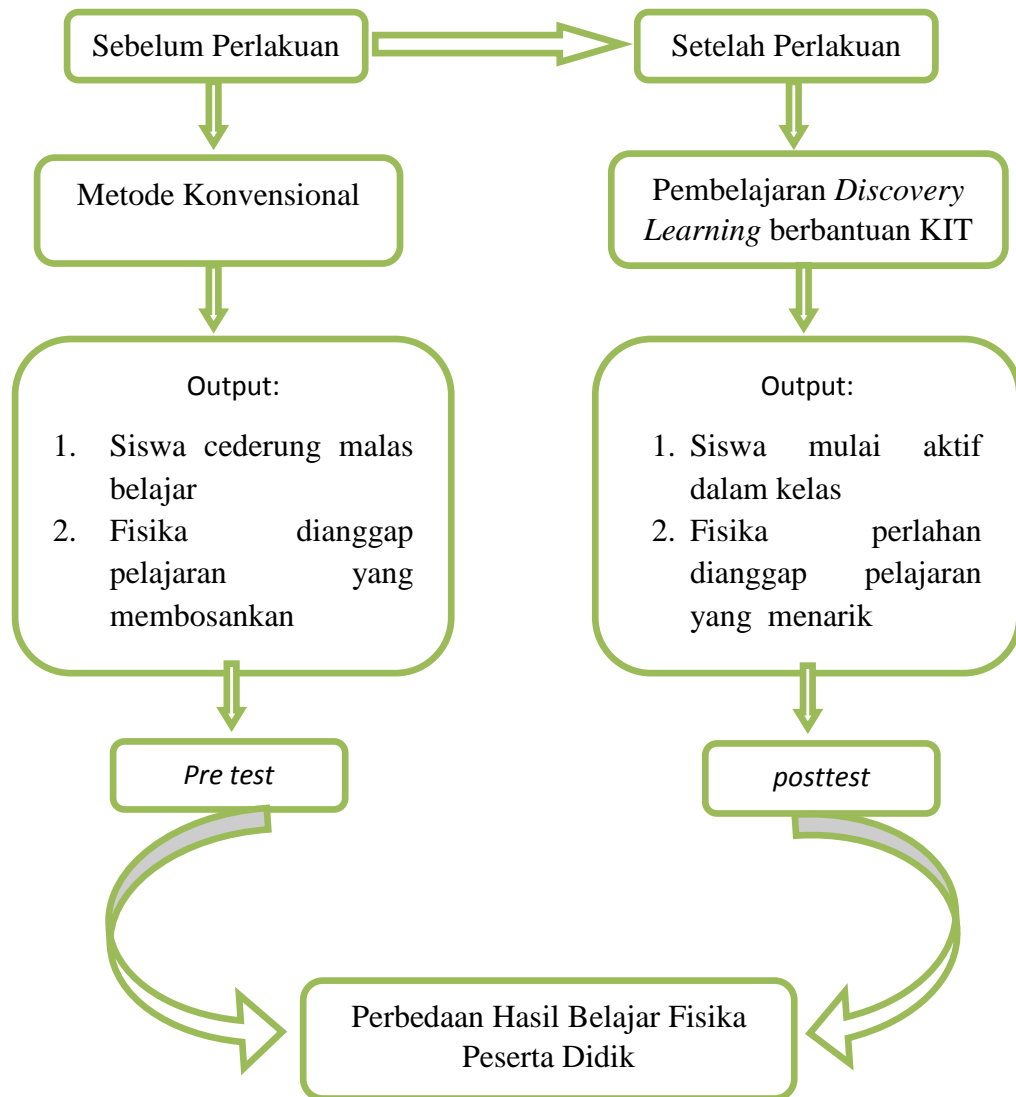 Sebelum Perlakuan
Setelah Perlakuan
Metode Konvensional
Pembelajaran Discovery
Learning berbantuan KIT
Output:
1. Siswa cederung malas
belajar
2. Fisika dianggap
pelajaran yang
membosankan
Output:
1. Siswa mulai aktif
dalam kelas
2. Fisika perlahan
dianggap pelajaran
yang menarik
Pre test
posttest
Perbedaan Hasil Belajar Fisika
Peserta Didik